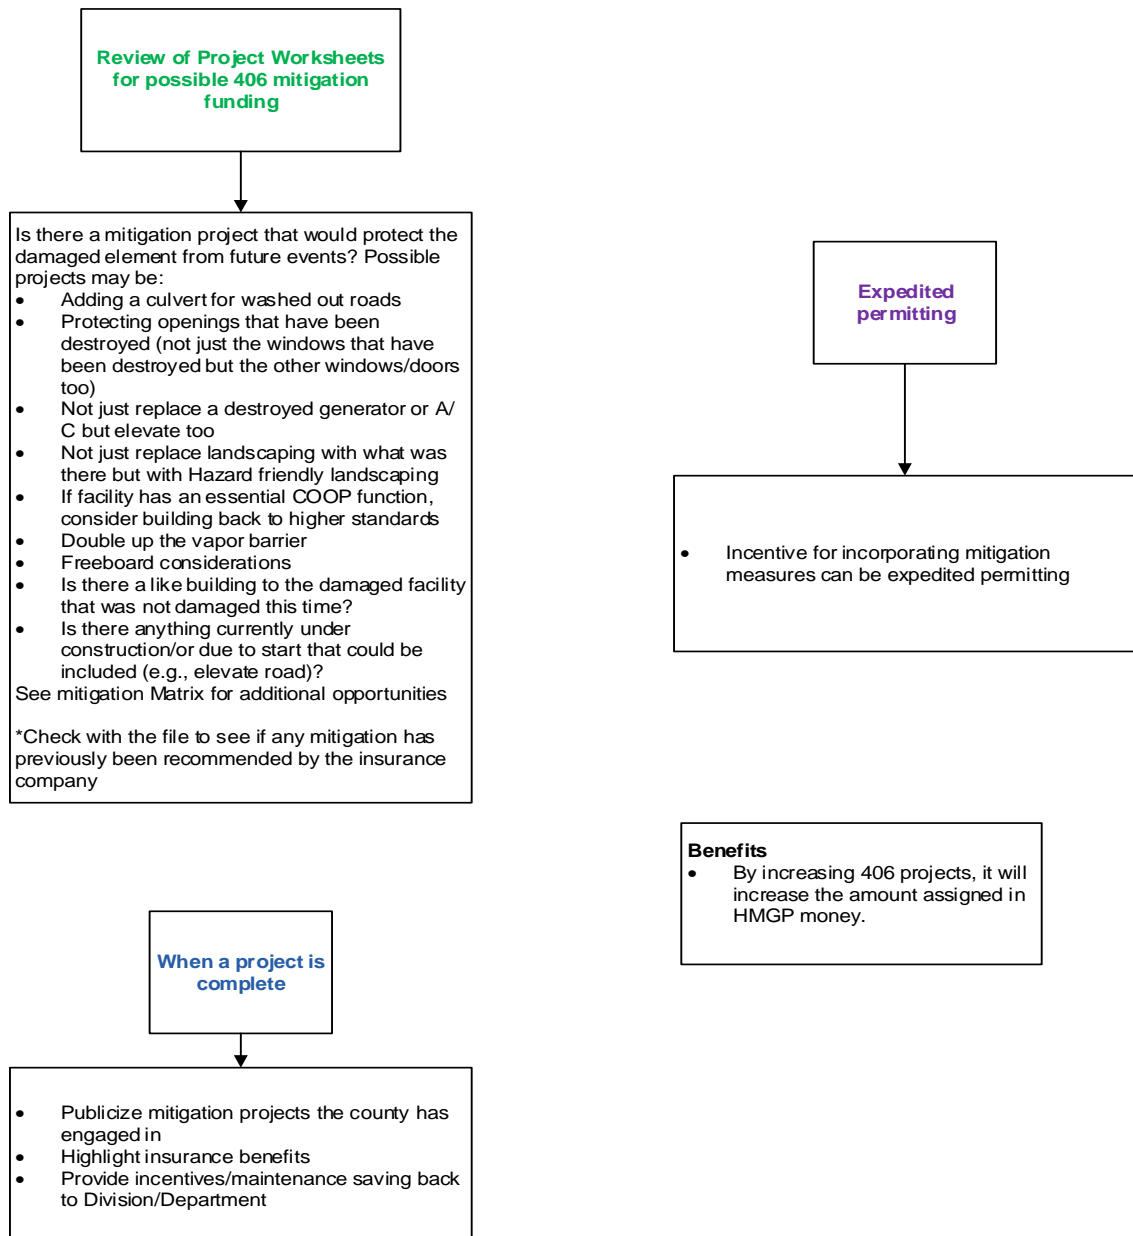 Review of Project Worksheets
for possible 406 mitigation
funding
Is there a mitigation project that would protect the
damaged element from future events? Possible
projects may be:
• Adding a culvert for washed out roads
• Protecting openings that have been
destroyed (not just the windows that have
been destroyed but the other windows/doors
too)
• Not just replace a destroyed generator or A/
C but elevate too
• Not just replace landscaping with what was
there but with Hazard friendly landscaping
• If facility has an essential COOP function,
consider building back to higher standards
• Double up the vapor barrier
• Freeboard considerations
• Is there a like building to the damaged facility
that was not damaged this time?
• Is there anything currently under
construction/or due to start that could be
included (e.g., elevate road)?
See mitigation Matrix for additional opportunities
*Check with the file to see if any mitigation has
previously been recommended by the insurance
company
When a project is
complete
• Publicize mitigation projects the county has
engaged in
• Highlight insurance benefits
• Provide incentives/maintenance saving back
to Division/Department
Expedited
permitting
• Incentive for incorporating mitigation
measures can be expedited permitting
Benefits
• By increasing 406 projects, it will
increase the amount assigned in
HMGP money.